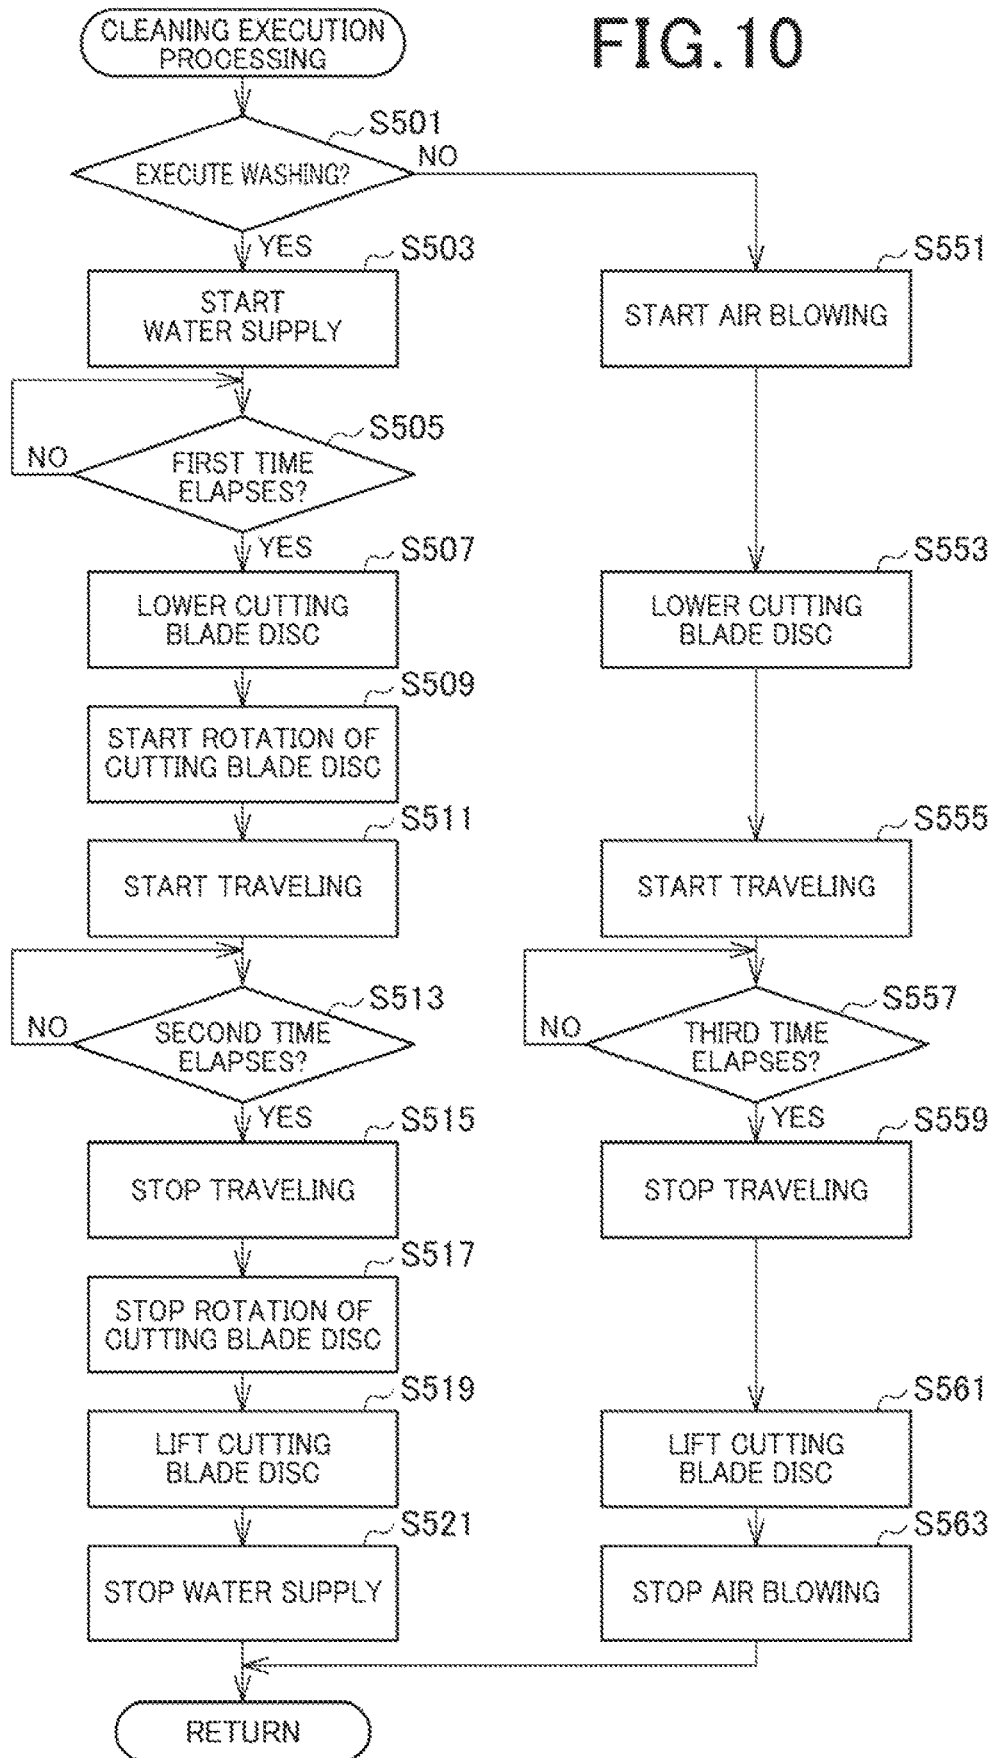 CLEANING EXECUTION
PROCESSING
FIG.10
S501
EXECUTE WASHING?
NO
YES
S503
START
WATER SUPPLY
S505
FIRST TIME
ELAPSES?
NO
YES
S507
LOWER CUTTING
BLADE DISC
S509
START ROTATION OF
CUTTING BLADE DISC
S511
START TRAVELING
S513
SECOND TIME
ELAPSES?
NO
YES
S515
STOP TRAVELING
S517
STOP ROTATION OF
CUTTING BLADE DISC
S519
LIFT CUTTING
BLADE DISC
S521
STOP WATER SUPPLY
S551
START AIR BLOWING
S553
LOWER CUTTING
BLADE DISC
S555
START TRAVELING
S557
THIRD TIME
ELAPSES?
NO
YES
S559
STOP TRAVELING
S561
LIFT CUTTING
BLADE DISC
S563
STOP AIR BLOWING
RETURN